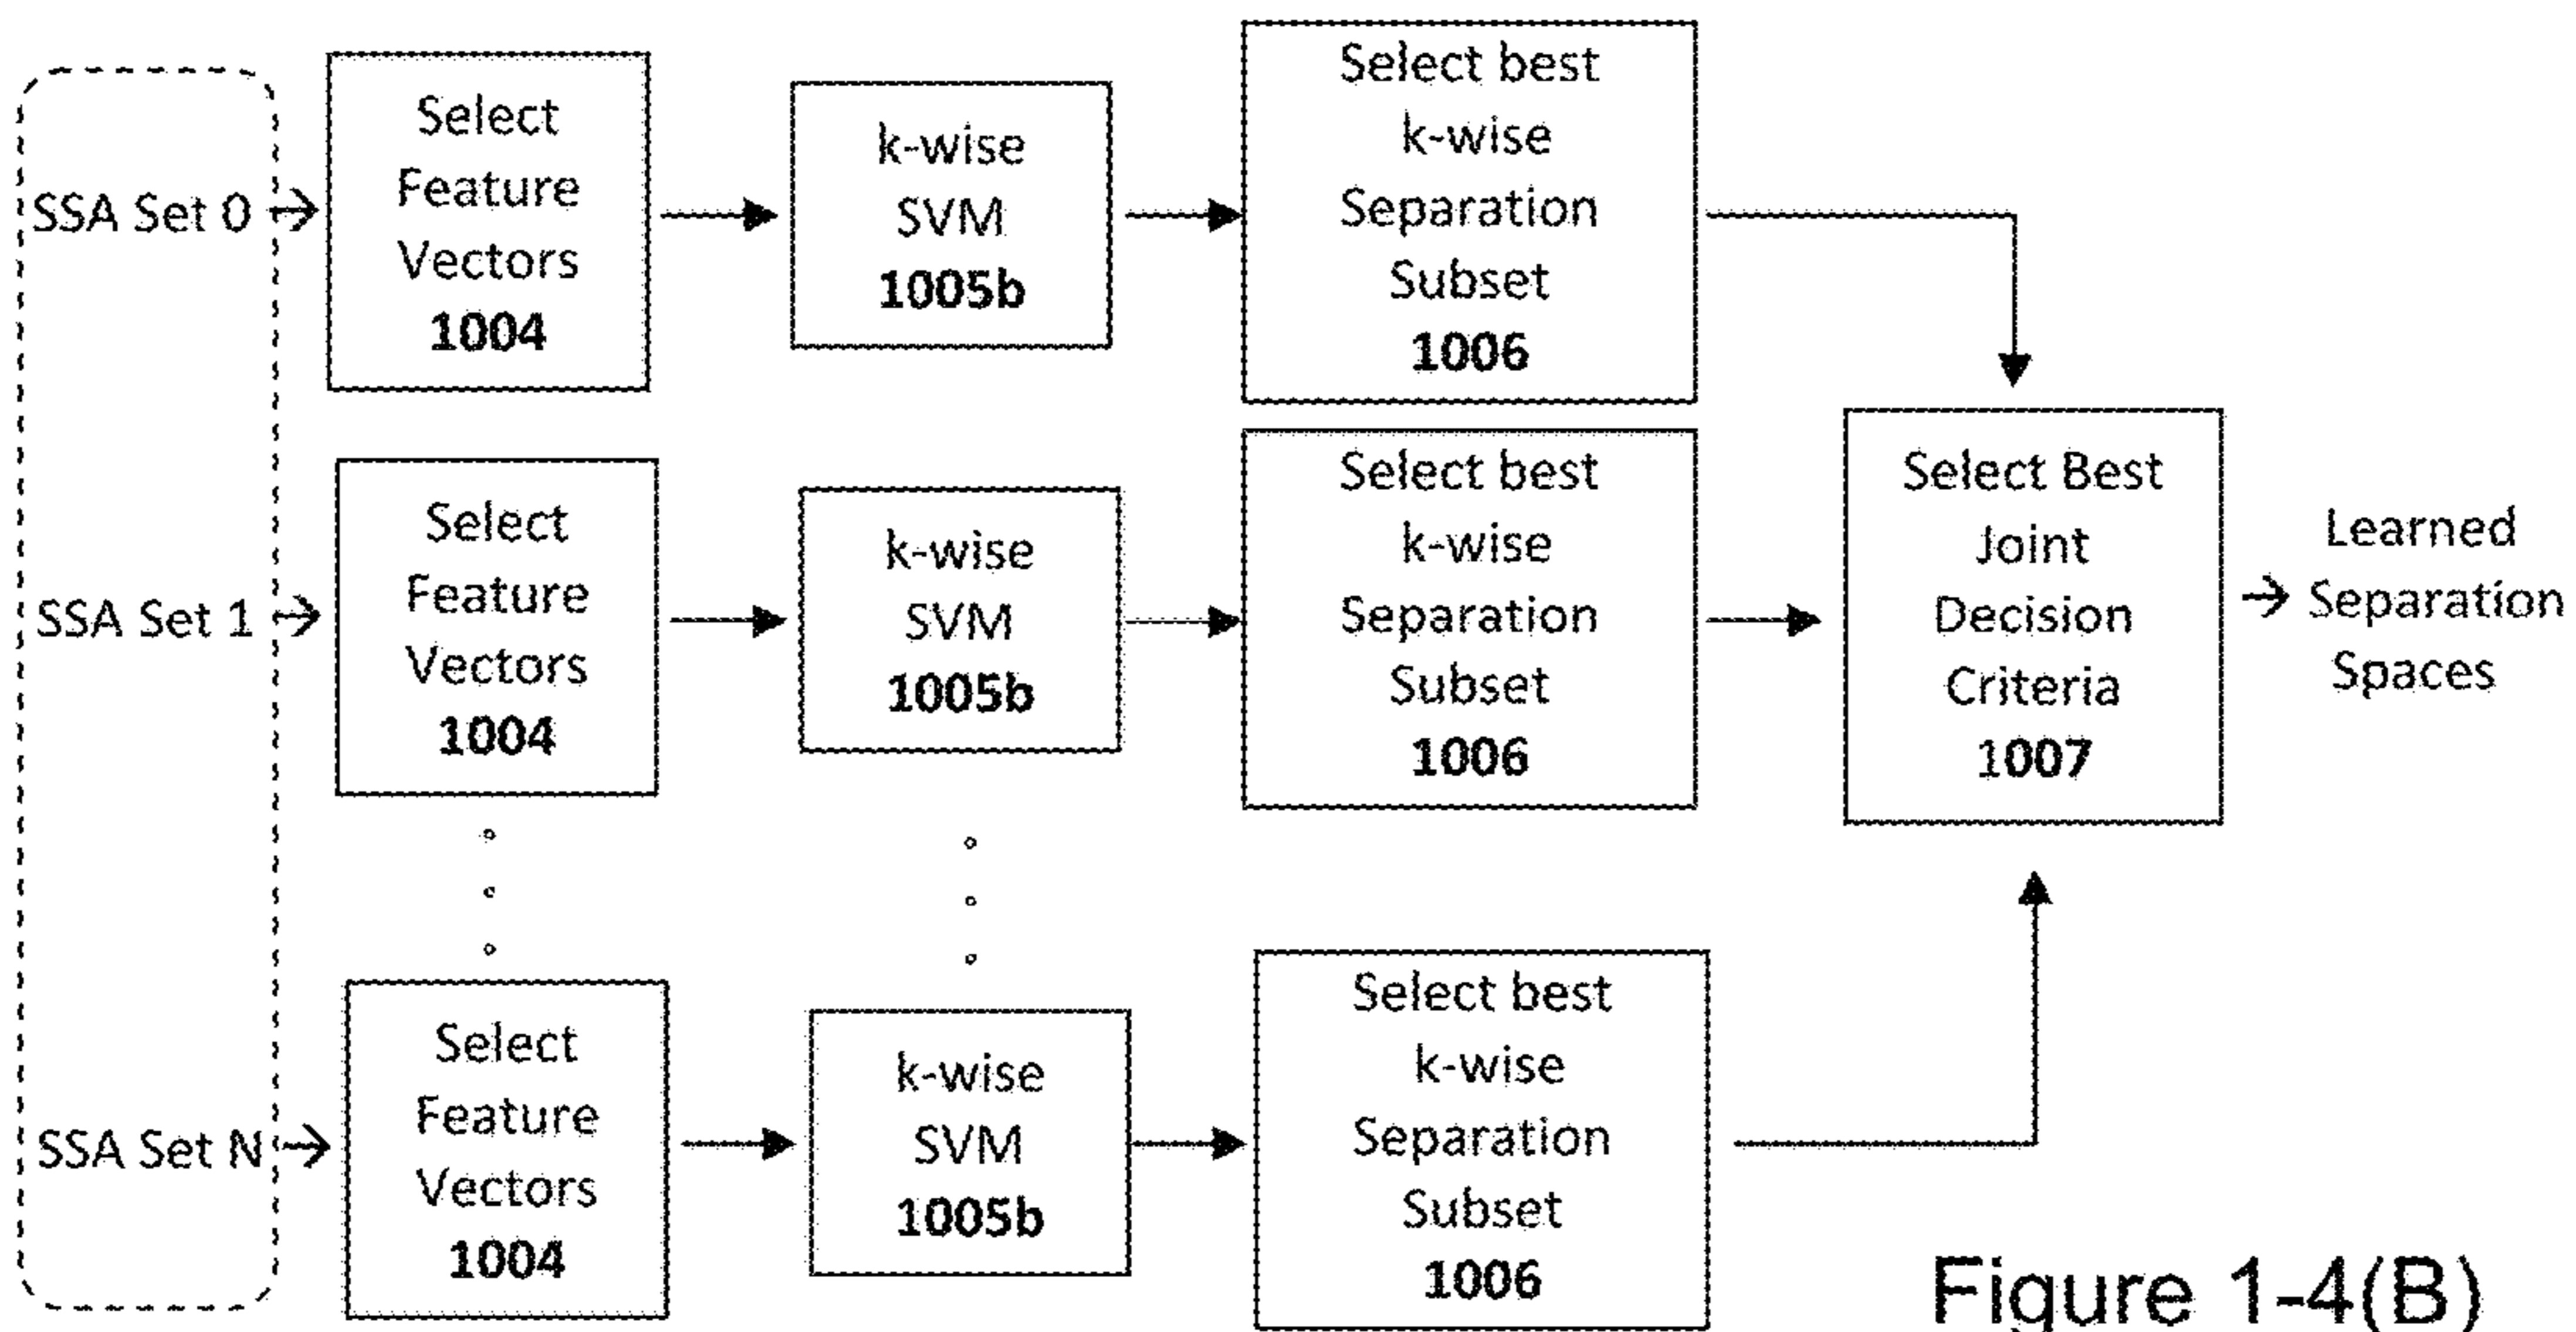 SSA Set 0
Select
Feature
Vectors
1004
k-wise
SVM
1005b
Select best
k-wise
Separation
Subset
1006
SSA Set 1
Select
Feature
Vectors
1004
k-wise
SVM
1005b
Select best
k-wise
Separation
Subset
1006
Select Best
Joint
Decision
Criteria
1007
Learned
Separation
Spaces
SSA Set N
Select
Feature
Vectors
1004
k-wise
SVM
1005b
Select best
k-wise
Separation
Subset
1006
Figure 1-4(B)